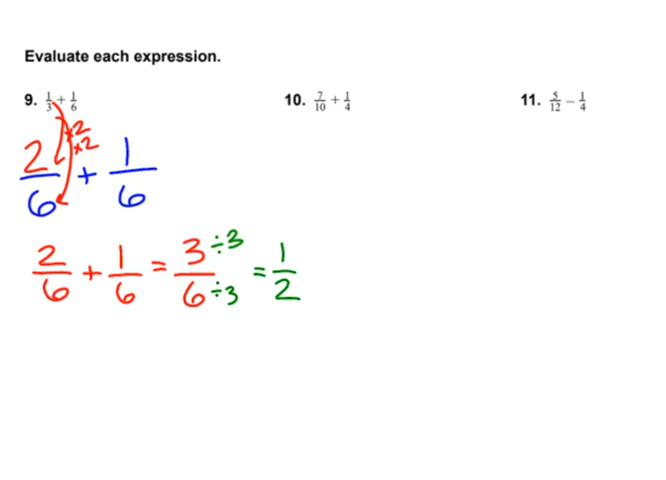 Evaluate each expression.
9. 1/3 + 1/6 10. 7/10 + 1/4 11. 5/12 − 1/4
×2
×2
2/6 + 1/6
2/6 + 1/6 = 3÷3/6÷3 = 1/2